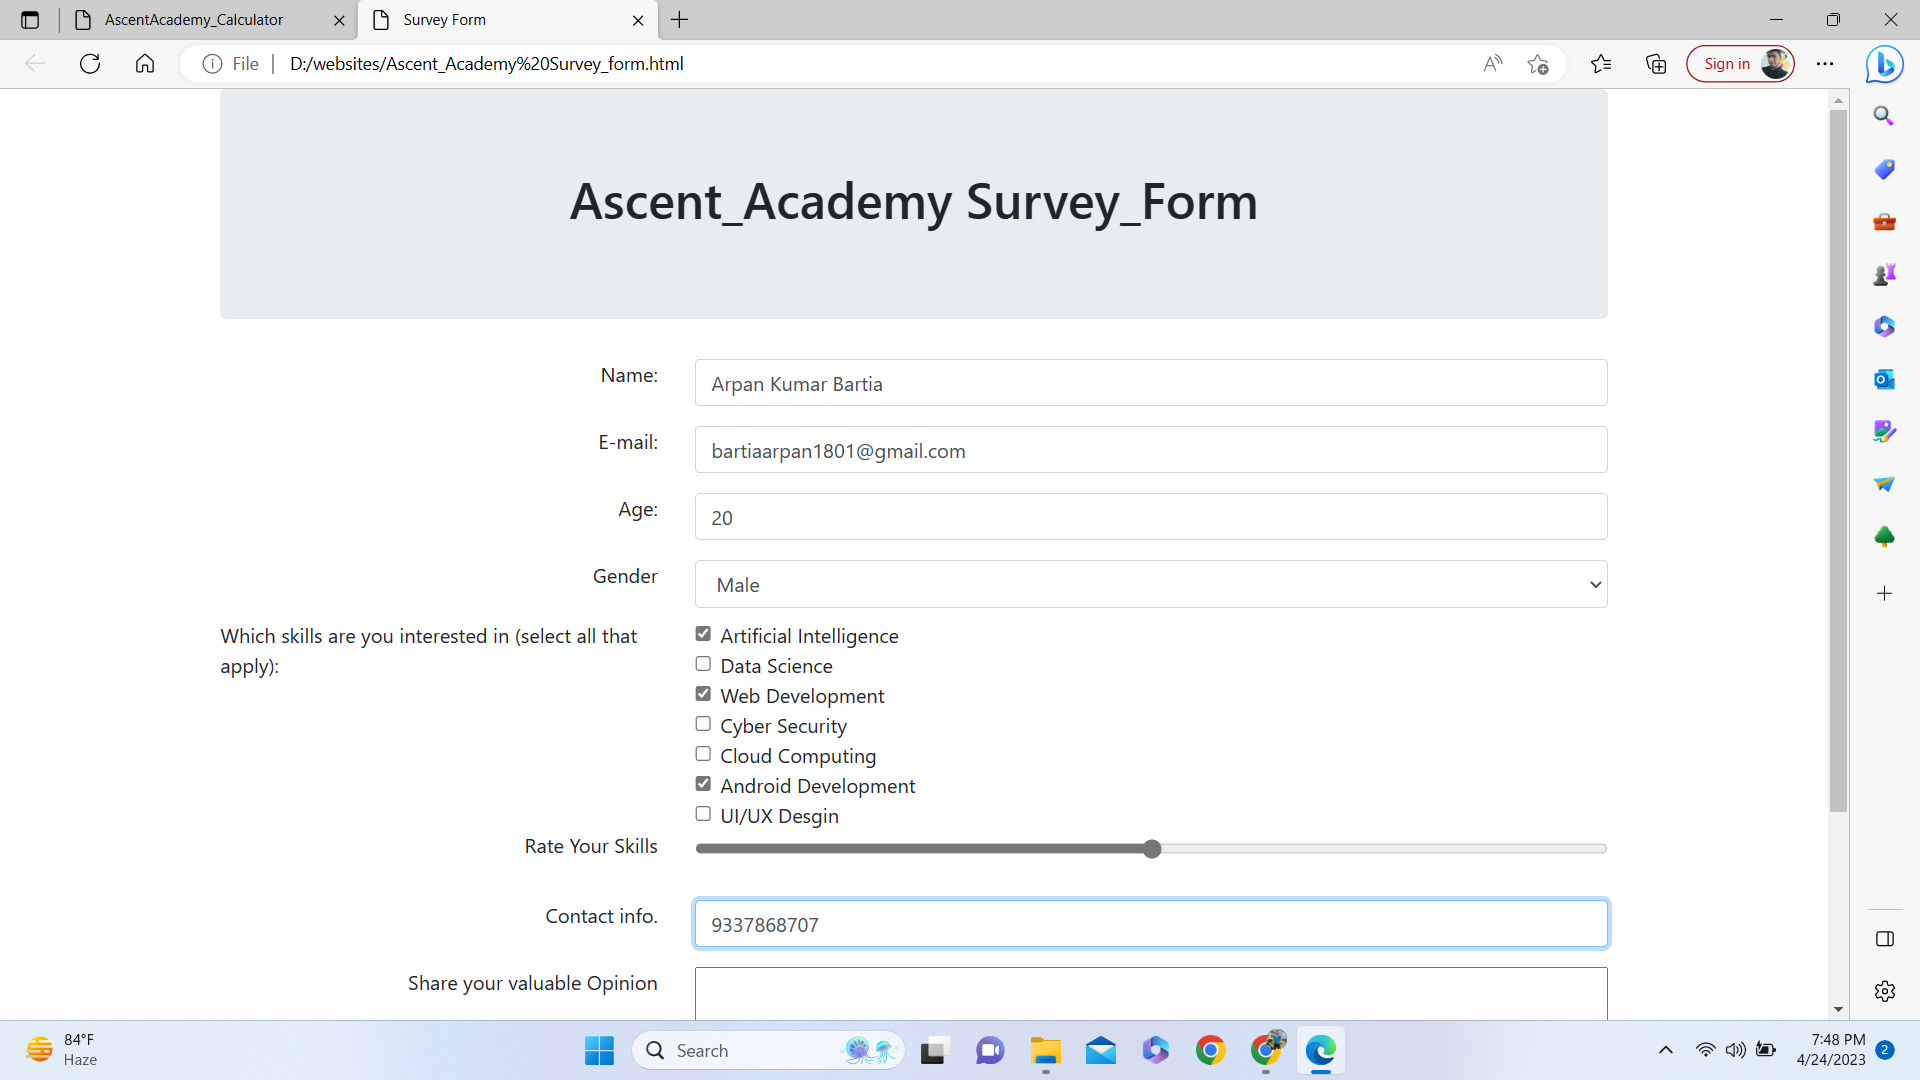 AscentAcademy_Calculator
Survey Form
File
D:/websites/Ascent_Academy%20Survey_form.html
Sign in
Ascent_Academy Survey_Form
Name:
Arpan Kumar Bartia
E-mail:
bartiaarpan1801@gmail.com
Age:
20
Gender
Male
Which skills are you interested in (select all that
apply):
Artificial Intelligence
Data Science
Web Development
Cyber Security
Cloud Computing
Android Development
UI/UX Desgin
Rate Your Skills
Contact info.
9337868707
Share your valuable Opinion
84°F
Haze
Search
7:48 PM
4/24/2023
2